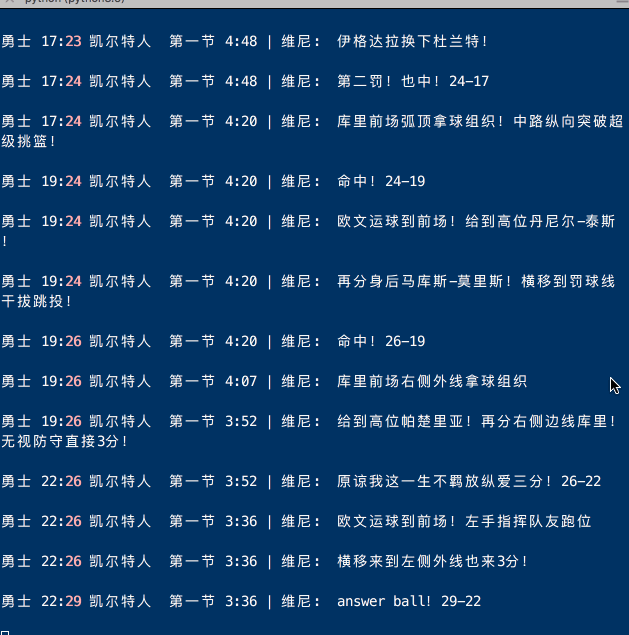 python (python3.6)
勇士 17:23 凯尔特人 第一节 4:48 | 维尼: 伊格达拉换下杜兰特!
勇士 17:24 凯尔特人 第一节 4:48 | 维尼: 第二罚! 也中! 24-17
勇士 17:24 凯尔特人 第一节 4:20 | 维尼: 库里前场弧顶拿球组织! 中路纵向突破超
级挑篮!
勇士 19:24 凯尔特人 第一节 4:20 | 维尼: 命中! 24-19
勇士 19:24 凯尔特人 第一节 4:20 | 维尼: 欧文运球到前场! 给到高位丹尼尔-泰斯
!
勇士 19:24 凯尔特人 第一节 4:20 | 维尼: 再分身后马库斯-莫里斯! 横移到罚球线
干拔跳投!
勇士 19:26 凯尔特人 第一节 4:20 | 维尼: 命中! 26-19
勇士 19:26 凯尔特人 第一节 4:07 | 维尼: 库里前场右侧外线拿球组织
勇士 19:26 凯尔特人 第一节 3:52 | 维尼: 给到高位帕楚里亚! 再分右侧边线库里!
无视防守直接3分!
勇士 22:26 凯尔特人 第一节 3:52 | 维尼: 原谅我这一生不羁放纵爱三分! 26-22
勇士 22:26 凯尔特人 第一节 3:36 | 维尼: 欧文运球到前场! 左手指挥队友跑位
勇士 22:26 凯尔特人 第一节 3:36 | 维尼: 横移来到左侧外线也来3分!
勇士 22:29 凯尔特人 第一节 3:36 | 维尼: answer ball! 29-22